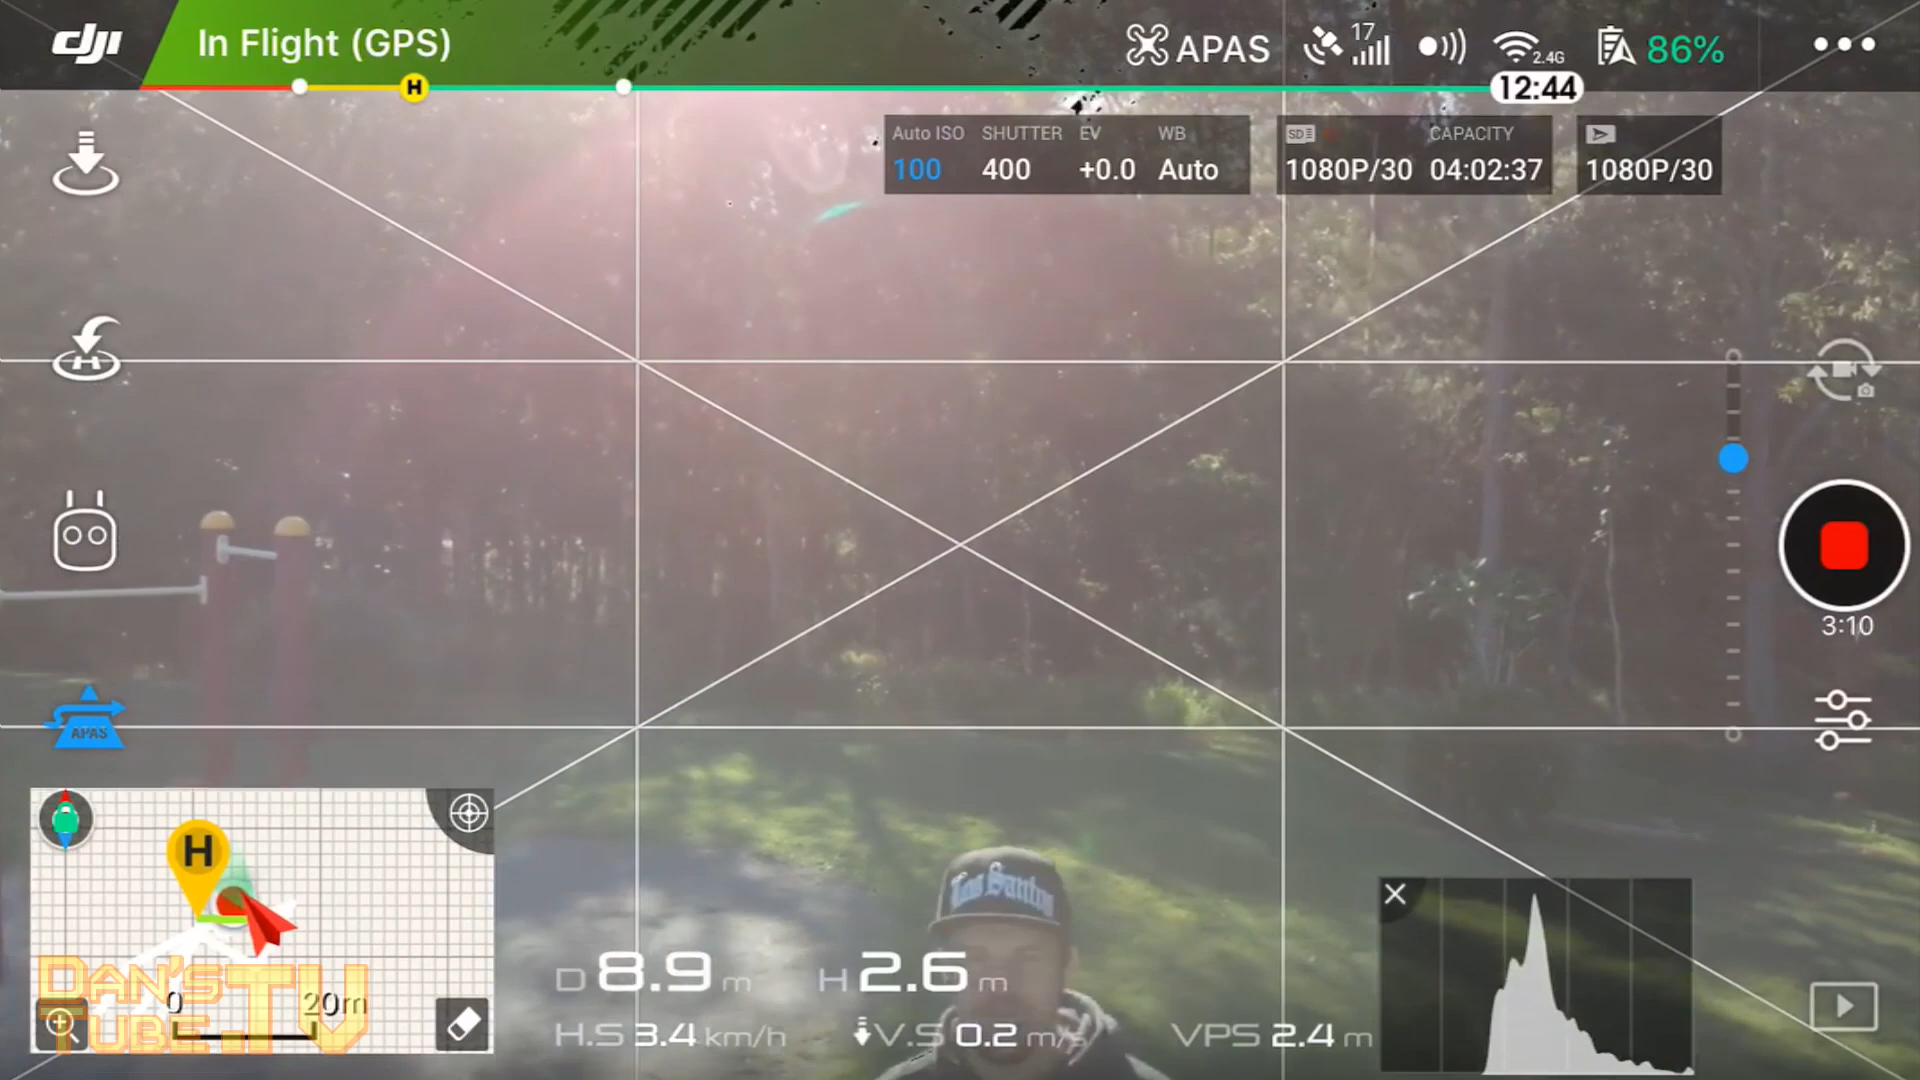 dji In Flight (GPS) APAS 17 2.4G 86%
H 12:44
Auto ISO SHUTTER EV WB SD CAPACITY
100 400 +0.0 Auto 1080P/30 04:02:37 1080P/30
H
3:10
APAS
H
Los Santos
D 8.9 m H 2.6 m
0 20m
H.S 3.4 km/h V.S 0.2 m/s VPS 2.4 m
DAN'S
TUBE.TV